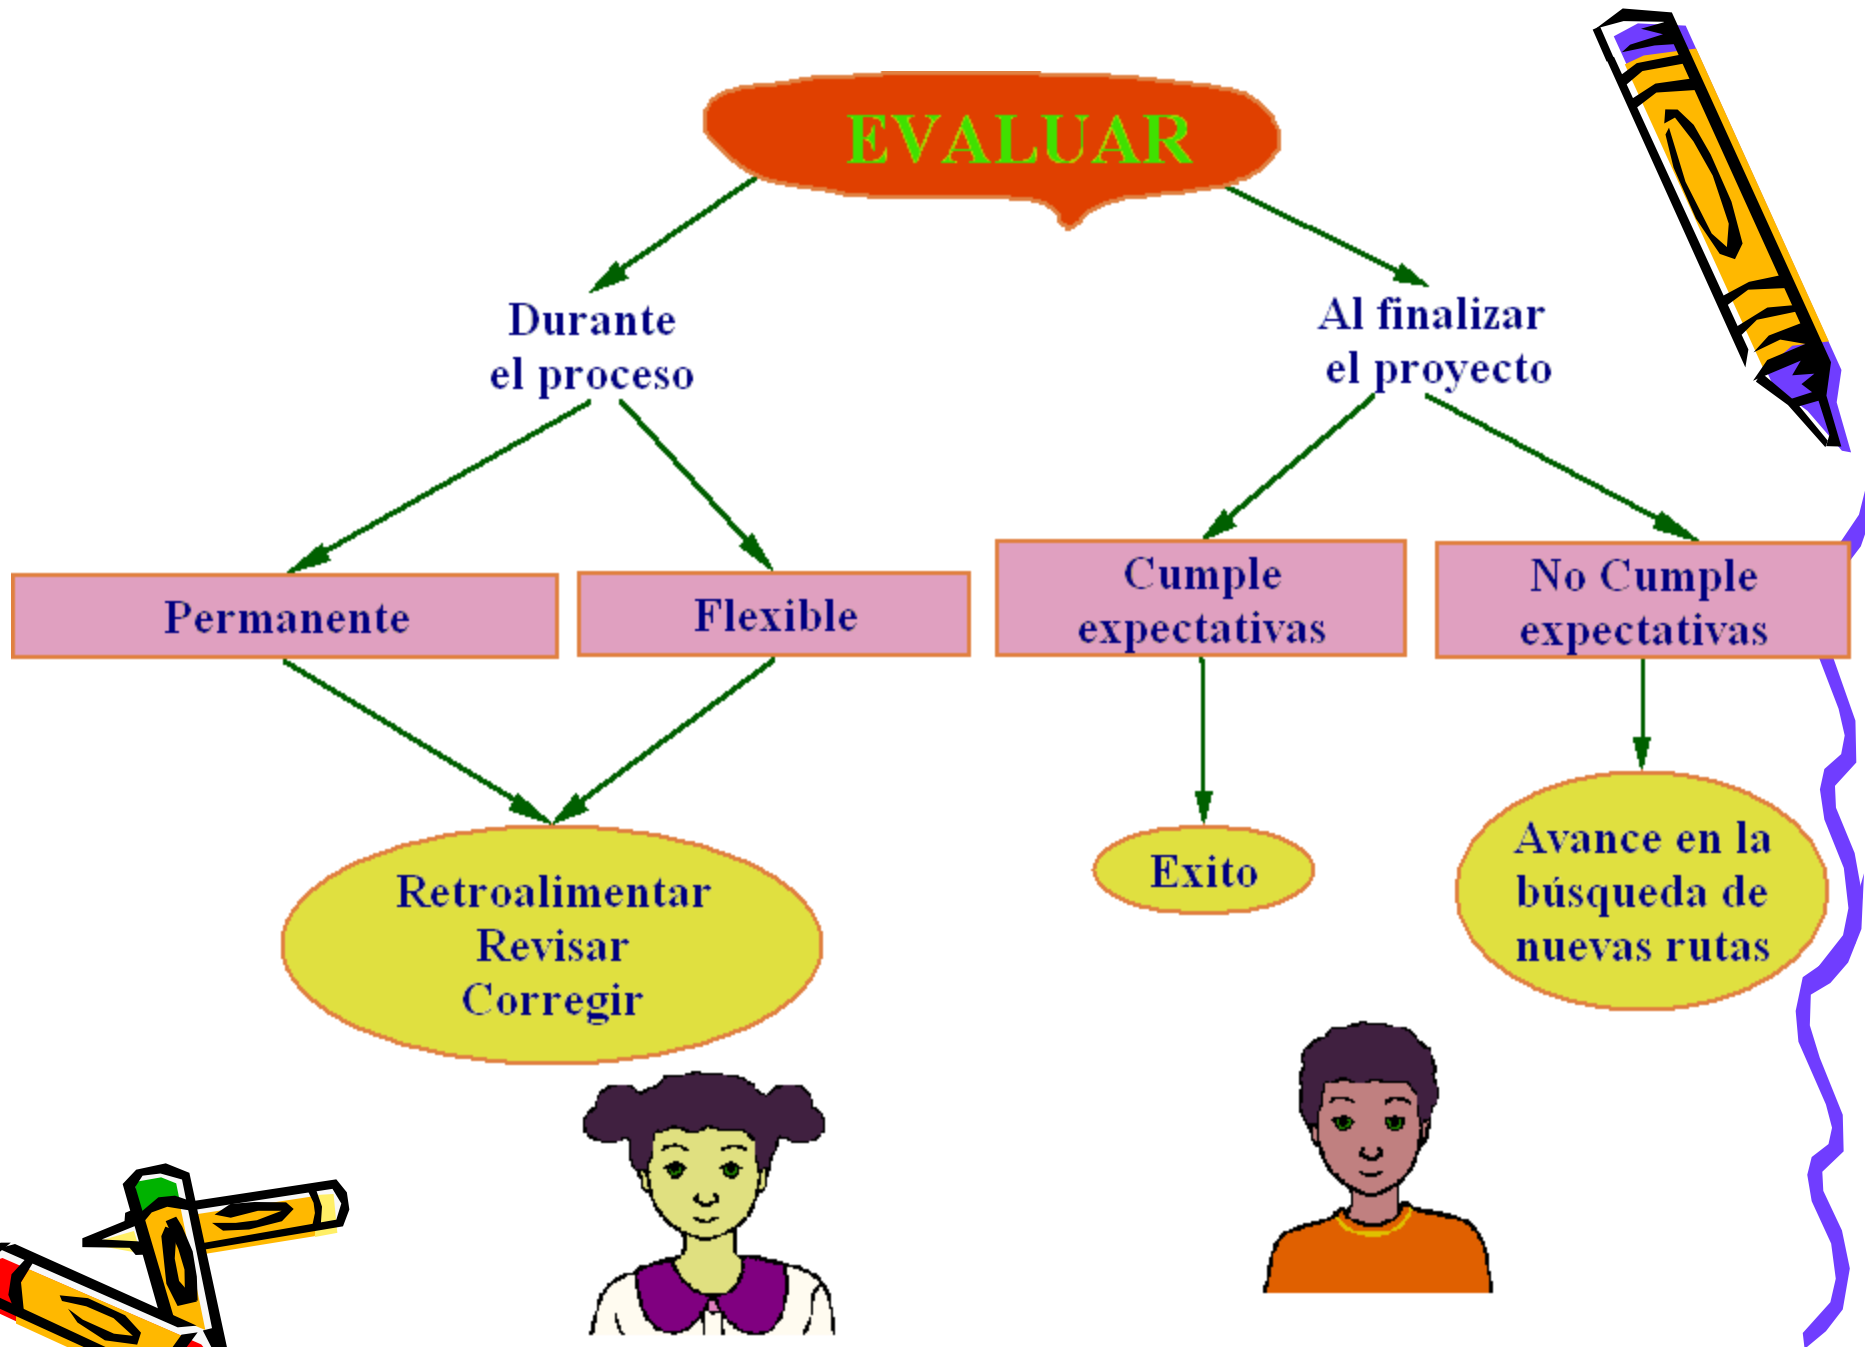 EVALUAR
Durante
el proceso
Al finalizar
el proyecto
Permanente
Flexible
Cumple
expectativas
No Cumple
expectativas
Retroalimentar
Revisar
Corregir
Exito
Avance en la
búsqueda de
nuevas rutas